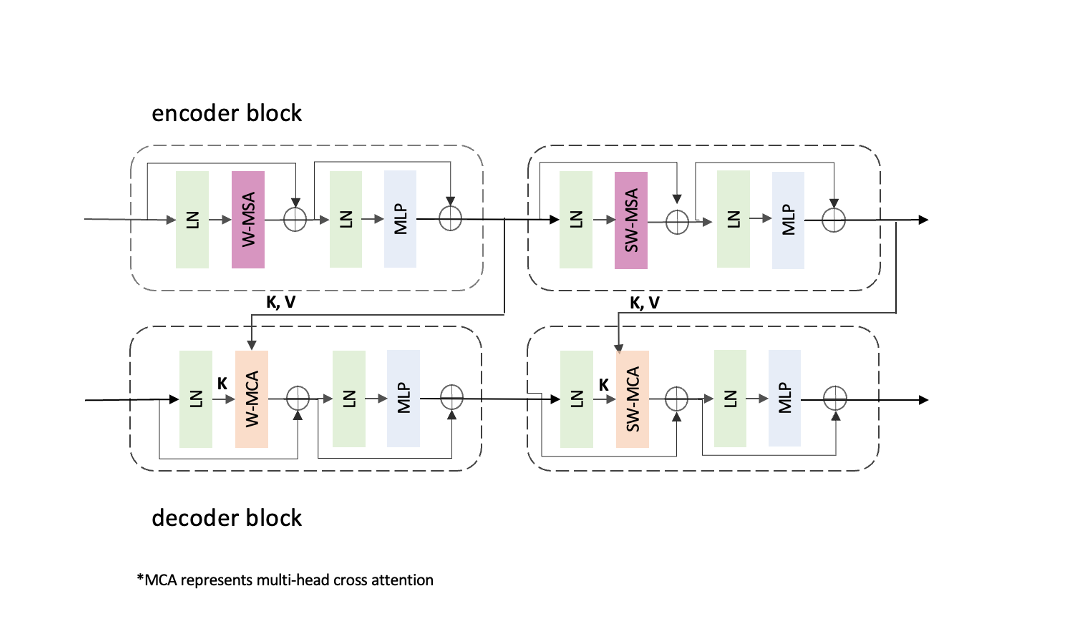 encoder block
LN
W-MSA
LN
MLP
LN
SW-MSA
LN
MLP
K, V
K, V
LN
K
W-MCA
LN
MLP
LN
K
SW-MCA
LN
MLP
decoder block
*MCA represents multi-head cross attention